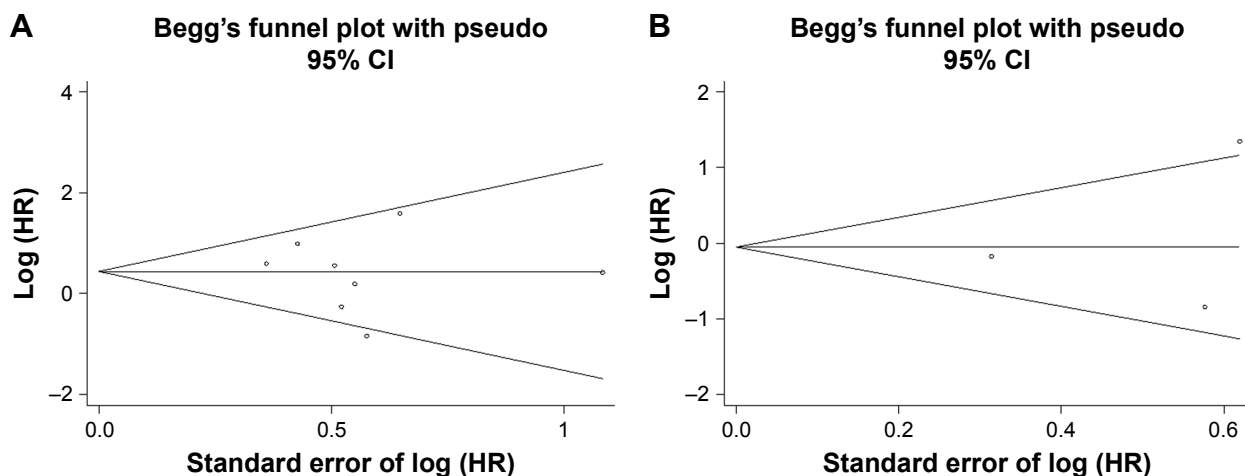 A
Begg’s funnel plot with pseudo
95% CI
4
2
0
–2
Log (HR)
0.0
0.5
1
Standard error of log (HR)
B
Begg’s funnel plot with pseudo
95% CI
2
1
0
–1
–2
Log (HR)
0.0
0.2
0.4
0.6
Standard error of log (HR)